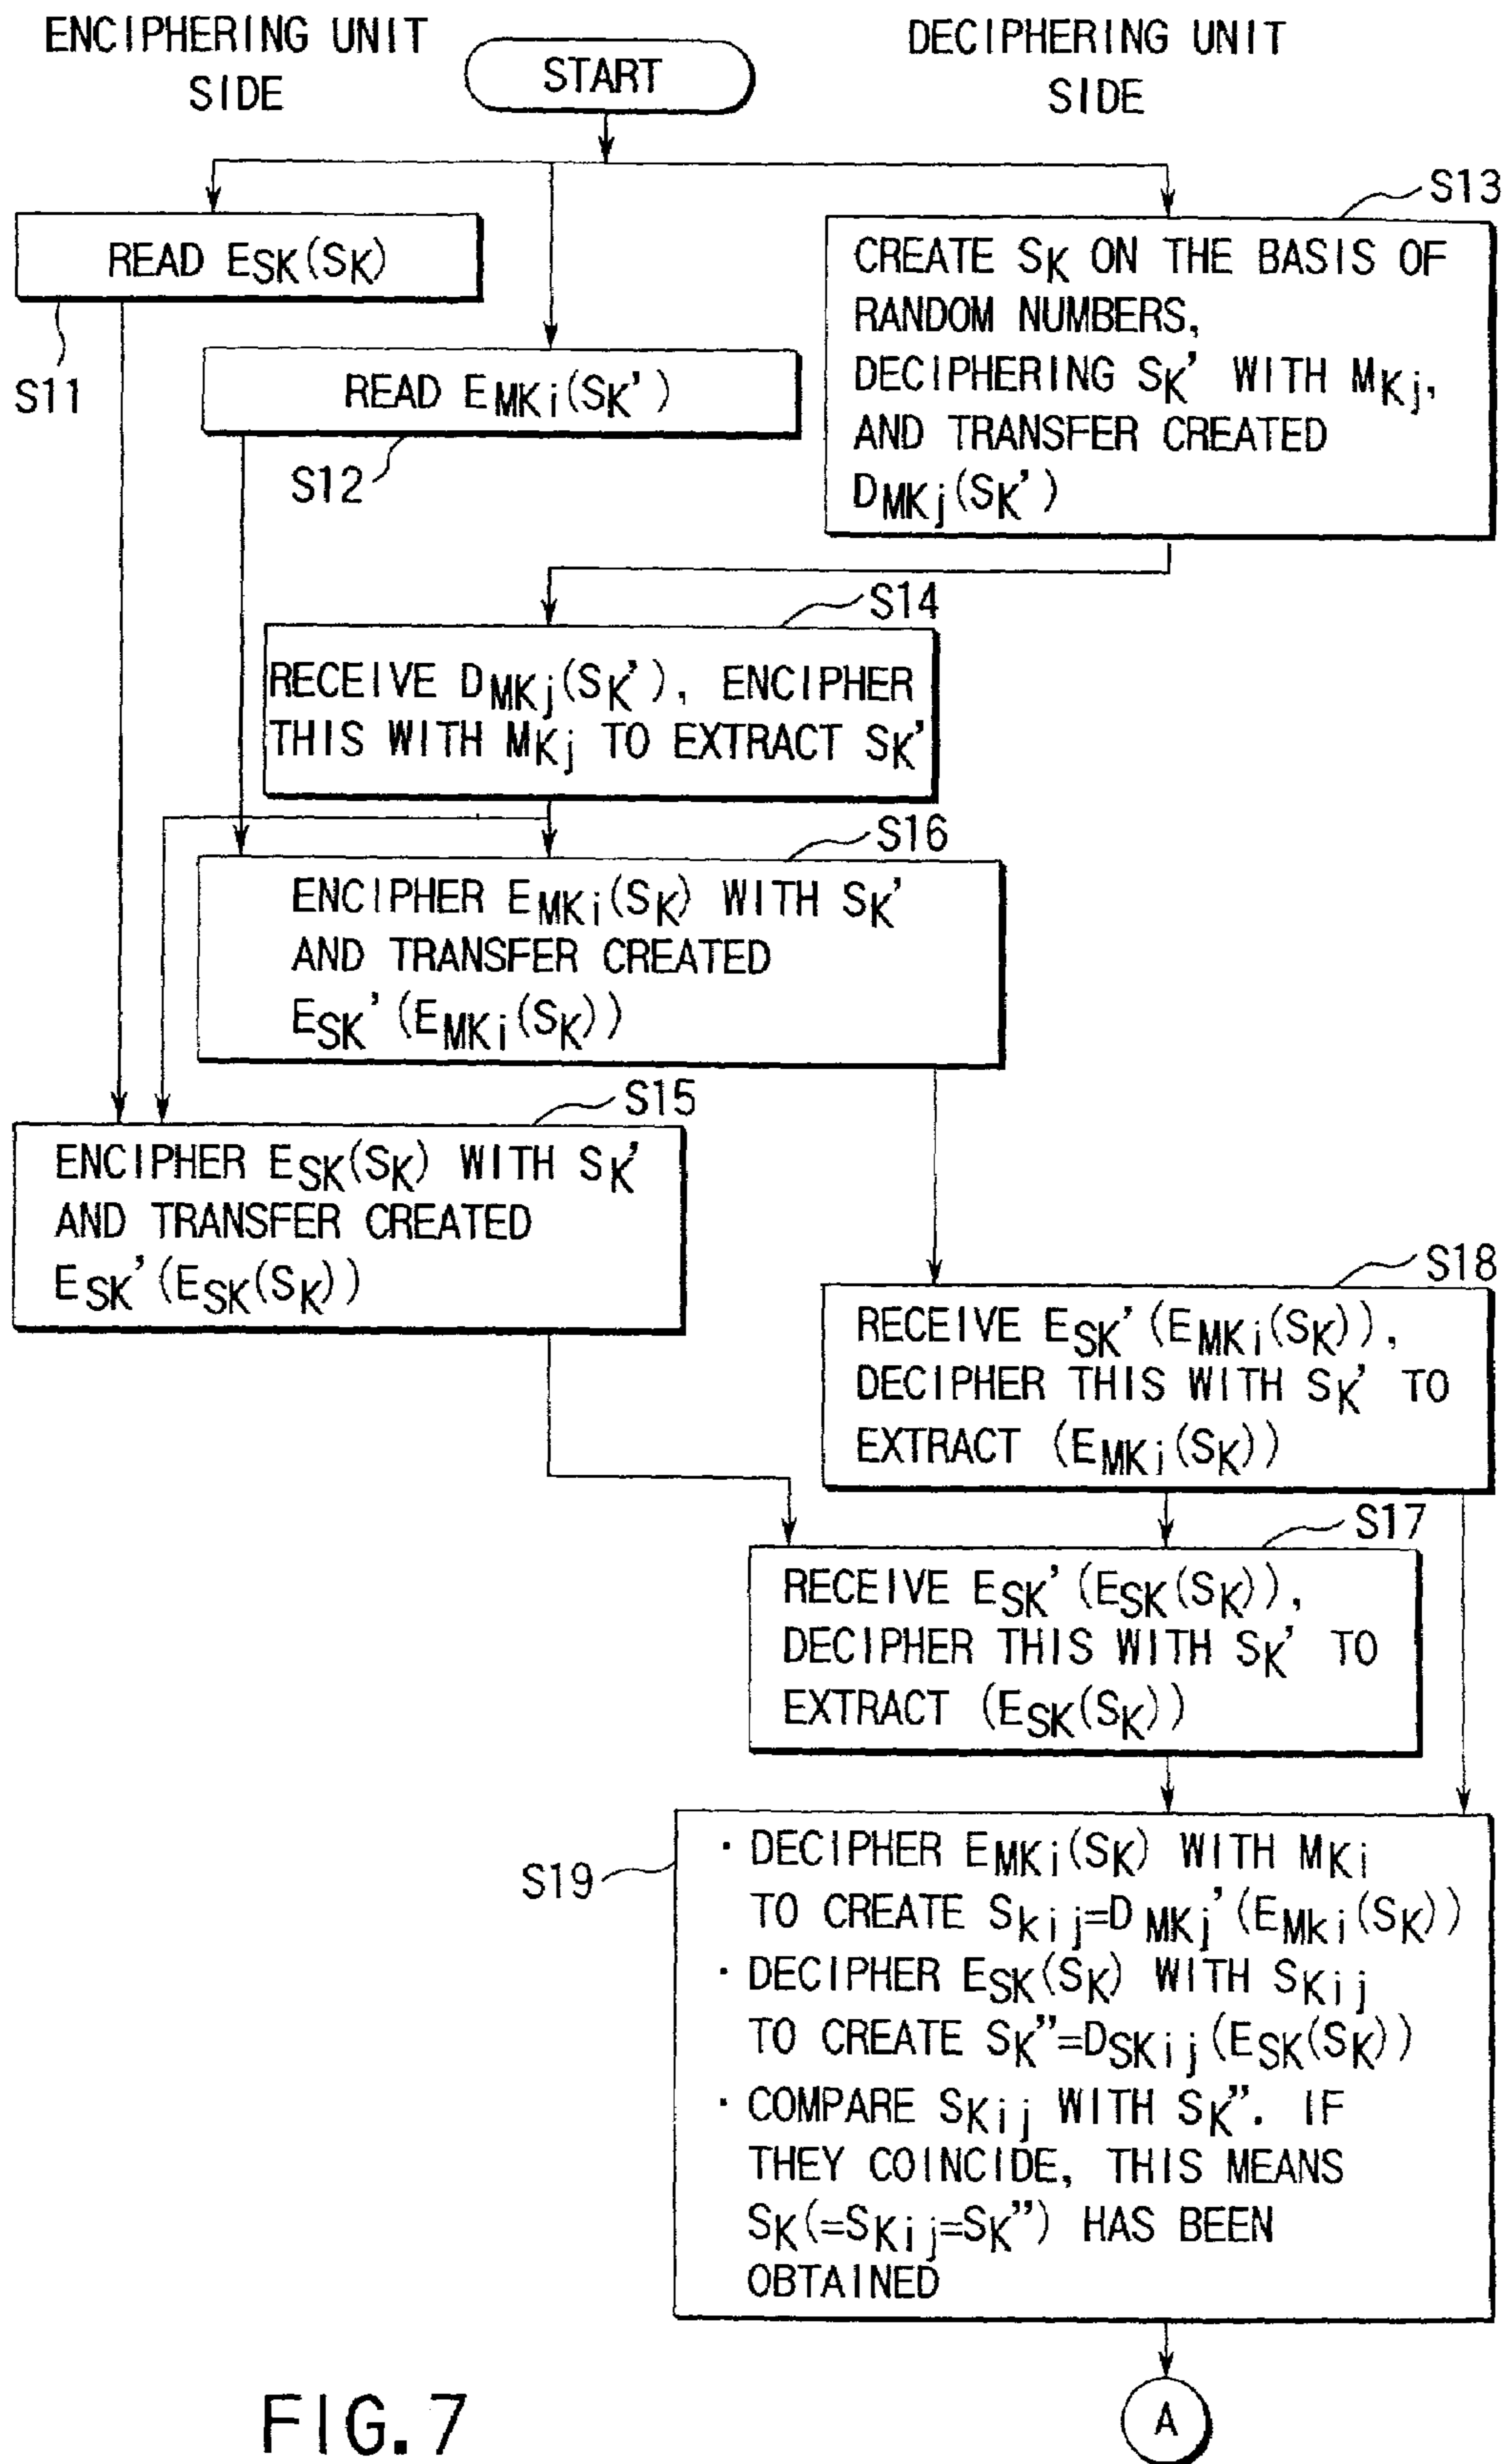 ENCIPHERING UNIT
SIDE
START
DECIPHERING UNIT
SIDE
S13
READ ESK(SK)
S11
READ EMKi(SK')
S12
CREATE SK ON THE BASIS OF
RANDOM NUMBERS,
DECIPHERING SK' WITH MKj,
AND TRANSFER CREATED
DMKj(SK')
S14
RECEIVE DMKj(SK'), ENCIPHER
THIS WITH MKj TO EXTRACT SK'
S16
ENCIPHER EMKi(SK) WITH SK'
AND TRANSFER CREATED
ESK'(EMKi(SK))
S15
ENCIPHER ESK(SK) WITH SK'
AND TRANSFER CREATED
ESK'(ESK(SK))
S18
RECEIVE ESK'(EMKi(SK)),
DECIPHER THIS WITH SK' TO
EXTRACT (EMKi(SK))
S17
RECEIVE ESK'(ESK(SK)),
DECIPHER THIS WITH SK' TO
EXTRACT (ESK(SK))
S19
· DECIPHER EMKi(SK) WITH MKi
TO CREATE Skij=DMKj'(EMki(SK))
· DECIPHER ESK(SK) WITH SKij
TO CREATE SK"=DSKij(ESK(SK))
· COMPARE SKij WITH SK". IF
THEY COINCIDE, THIS MEANS
SK(=SKij=SK") HAS BEEN
OBTAINED
A
FIG. 7